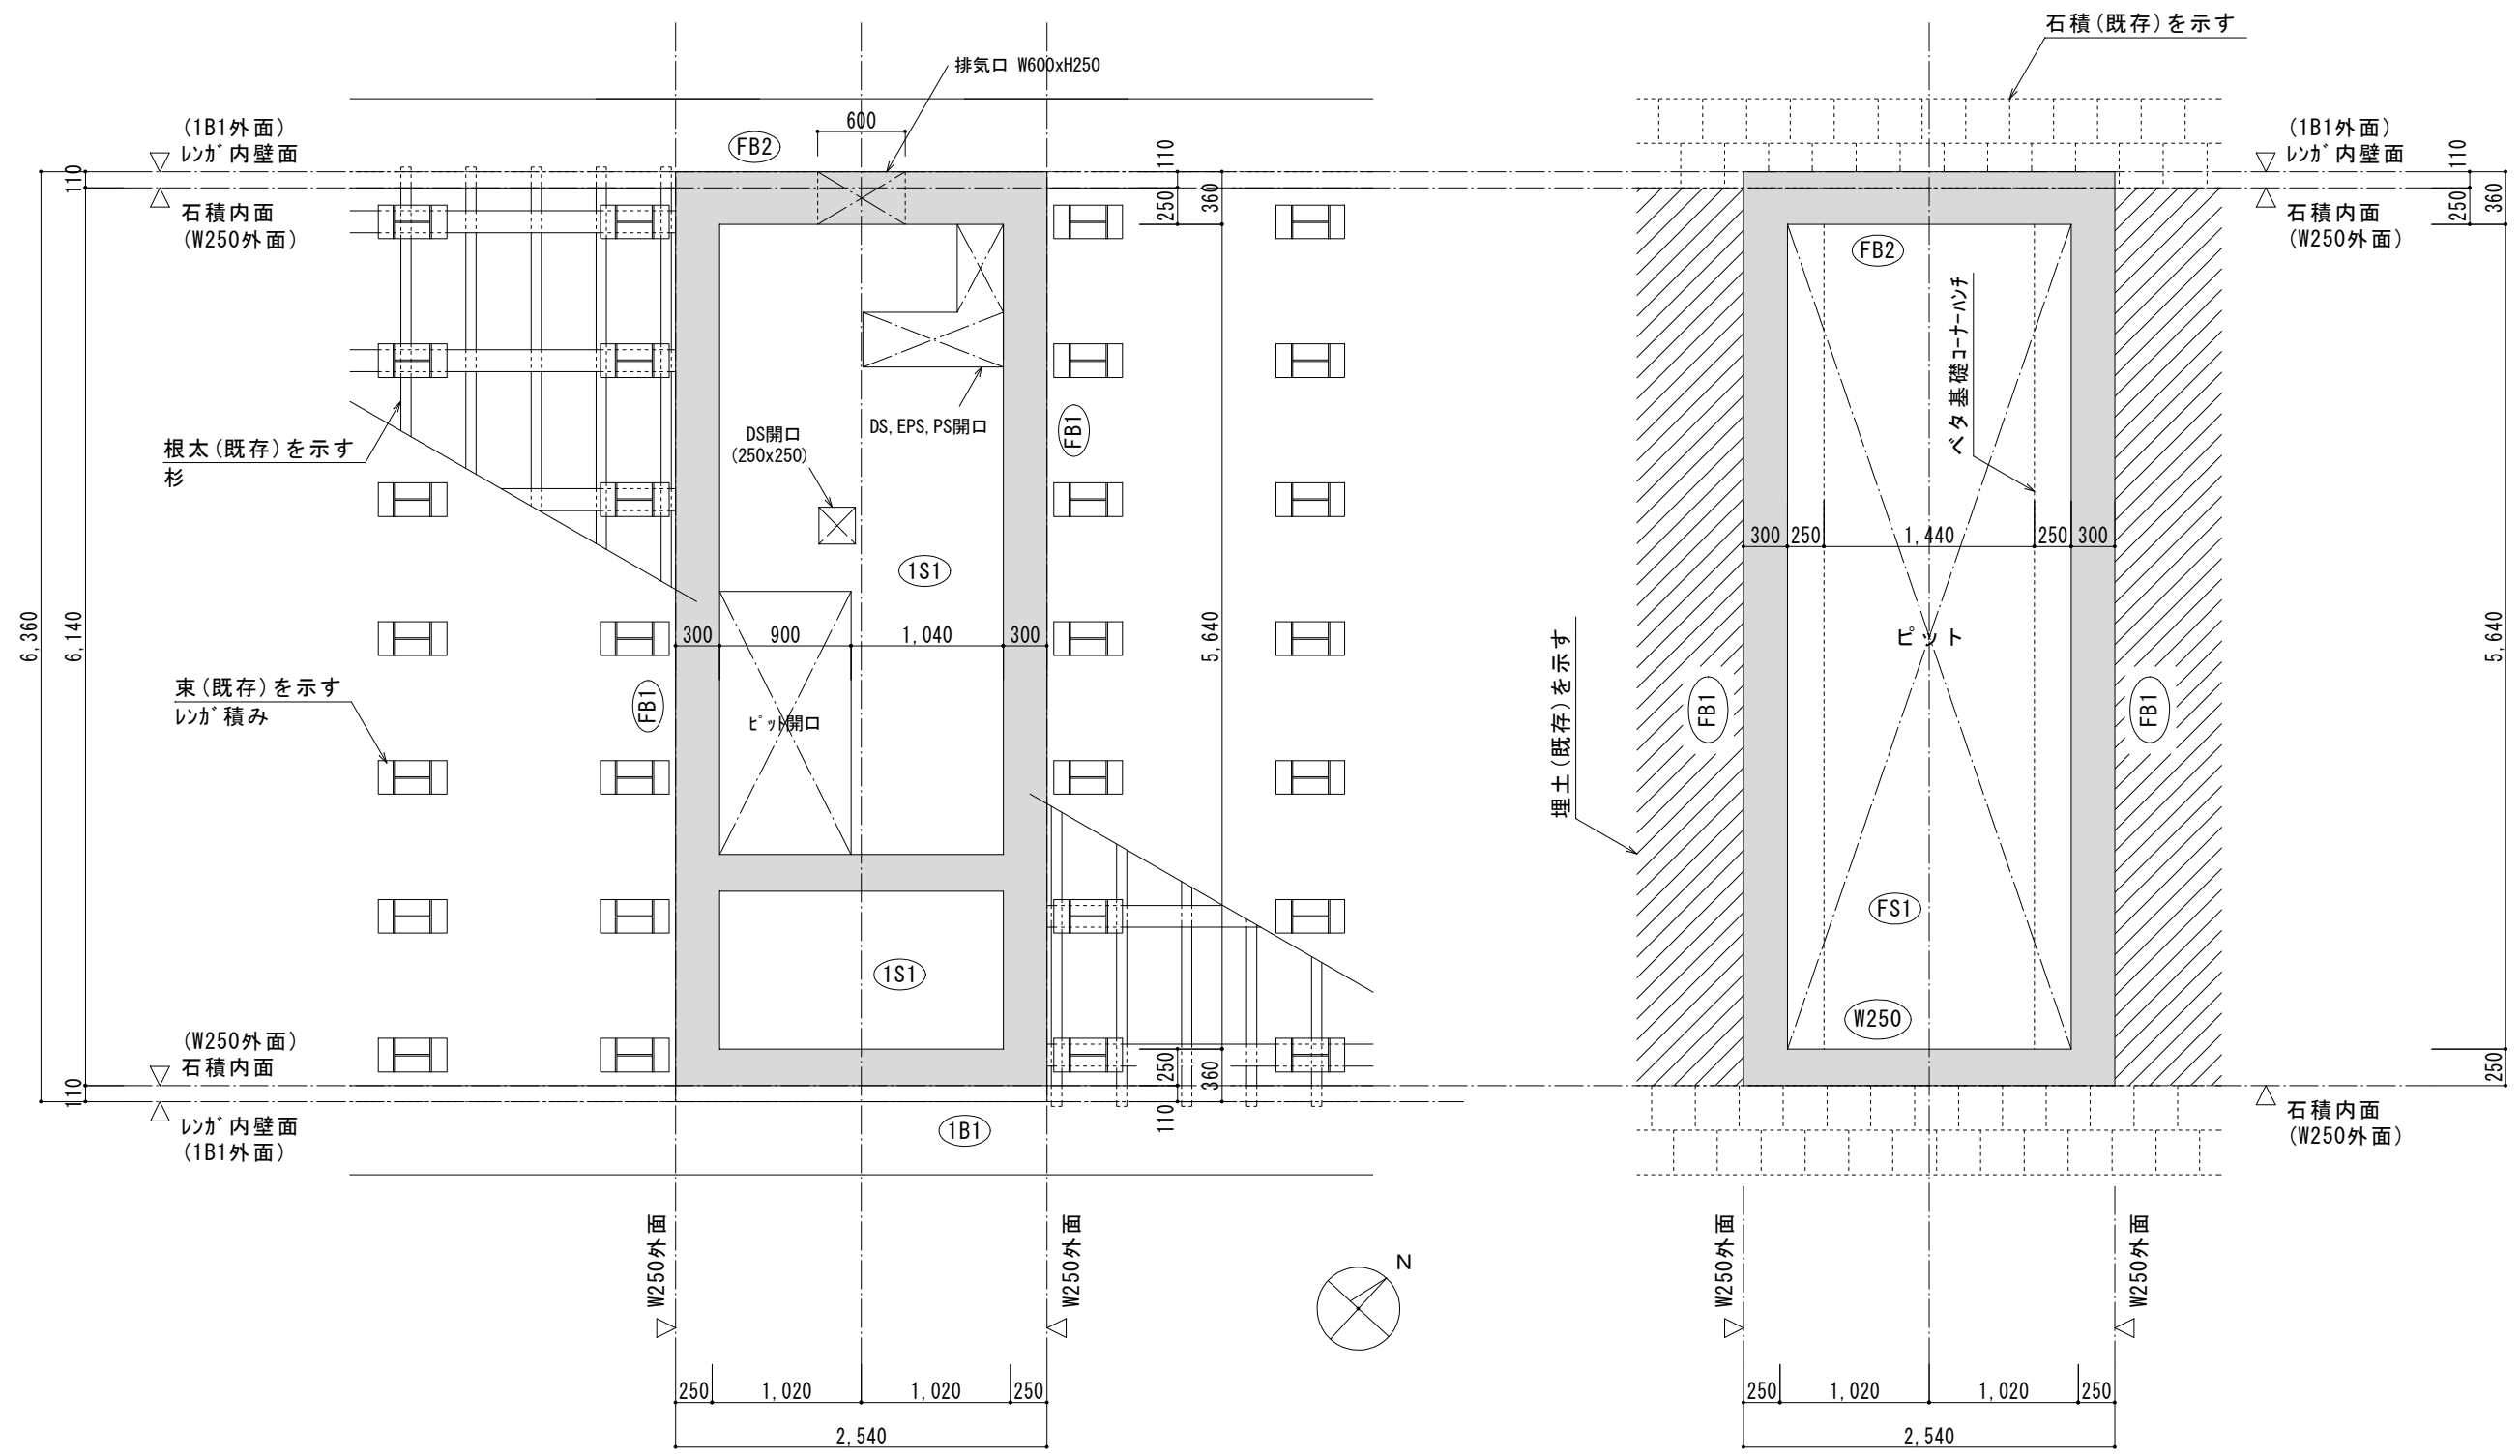 石積(既存)を示す
排気口 W600xH250
600
FB2
(1B1外面)
ﾚﾝｶﾞ内壁面
石積内面
(W250外面)
110
110
250
360
(1B1外面)
ﾚﾝｶﾞ内壁面
石積内面
(W250外面)
110
250
360
FB2
ベタ基礎コーナーハンチ
根太(既存)を示す
杉
DS開口
(250x250)
DS,EPS,PS開口
FB1
1S1
300
900
1,040
300
5,640
6,360
6,140
300
250
1,440
250
300
ピット
5,640
埋土(既存)を示す
FB1
FB1
束(既存)を示す
ﾚﾝｶﾞ積み
FB1
ﾋﾟｯﾄ開口
FS1
1S1
W250
(W250外面)
石積内面
110
ﾚﾝｶﾞ内壁面
(1B1外面)
250
360
110
1B1
250
石積内面
(W250外面)
W250外面
W250外面
N
W250外面
W250外面
250
1,020
1,020
250
2,540
250
1,020
1,020
250
2,540